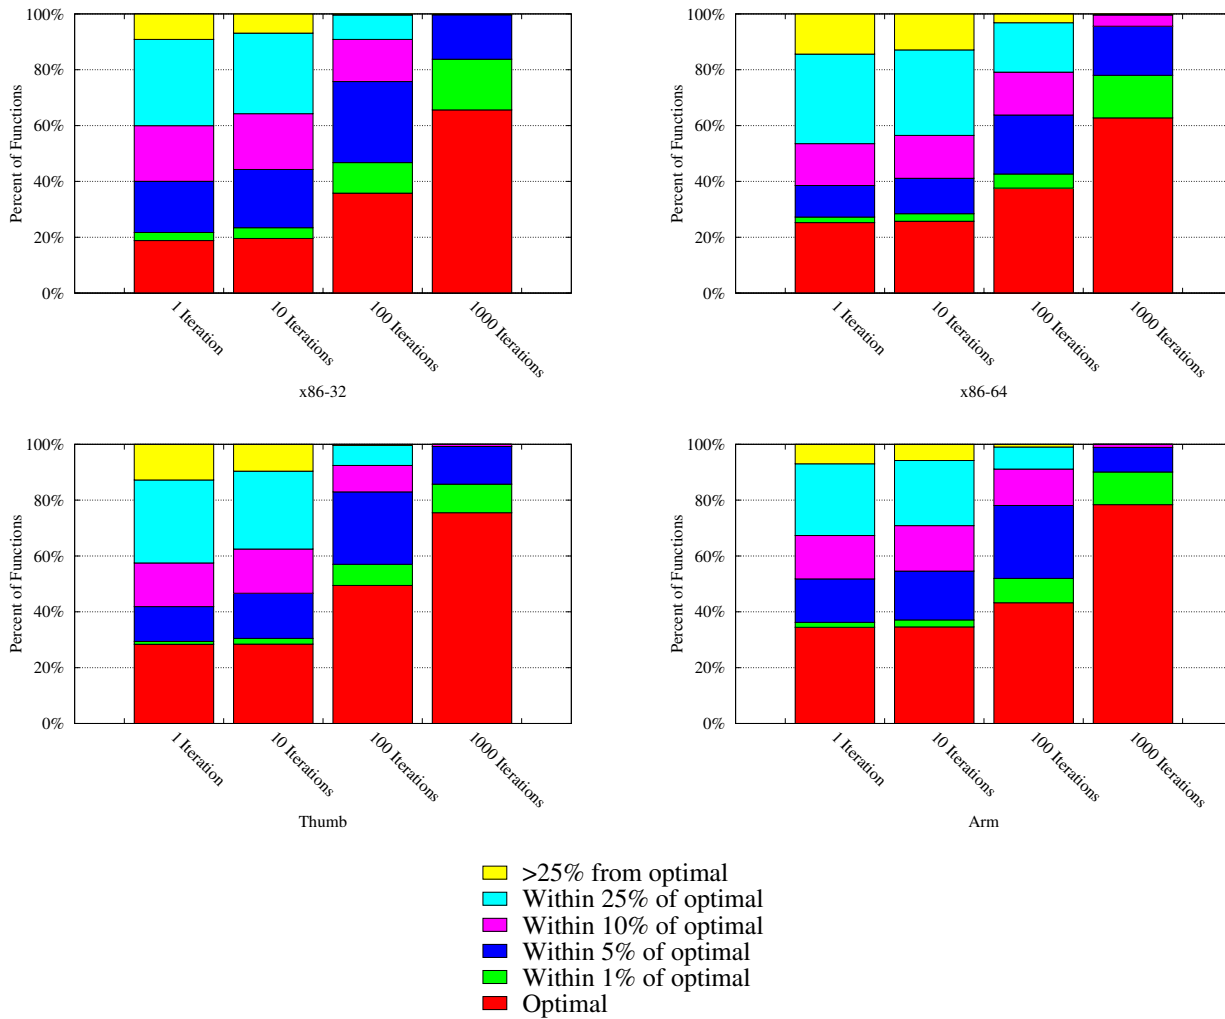 100%
80%
60%
40%
20%
0%
Percent of Functions
1 Iteration
10 Iterations
100 Iterations
1000 Iterations
x86-32
100%
80%
60%
40%
20%
0%
Percent of Functions
1 Iteration
10 Iterations
100 Iterations
1000 Iterations
x86-64
100%
80%
60%
40%
20%
0%
Percent of Functions
1 Iteration
10 Iterations
100 Iterations
1000 Iterations
Thumb
100%
80%
60%
40%
20%
0%
Percent of Functions
1 Iteration
10 Iterations
100 Iterations
1000 Iterations
Arm
>25% from optimal
Within 25% of optimal
Within 10% of optimal
Within 5% of optimal
Within 1% of optimal
Optimal